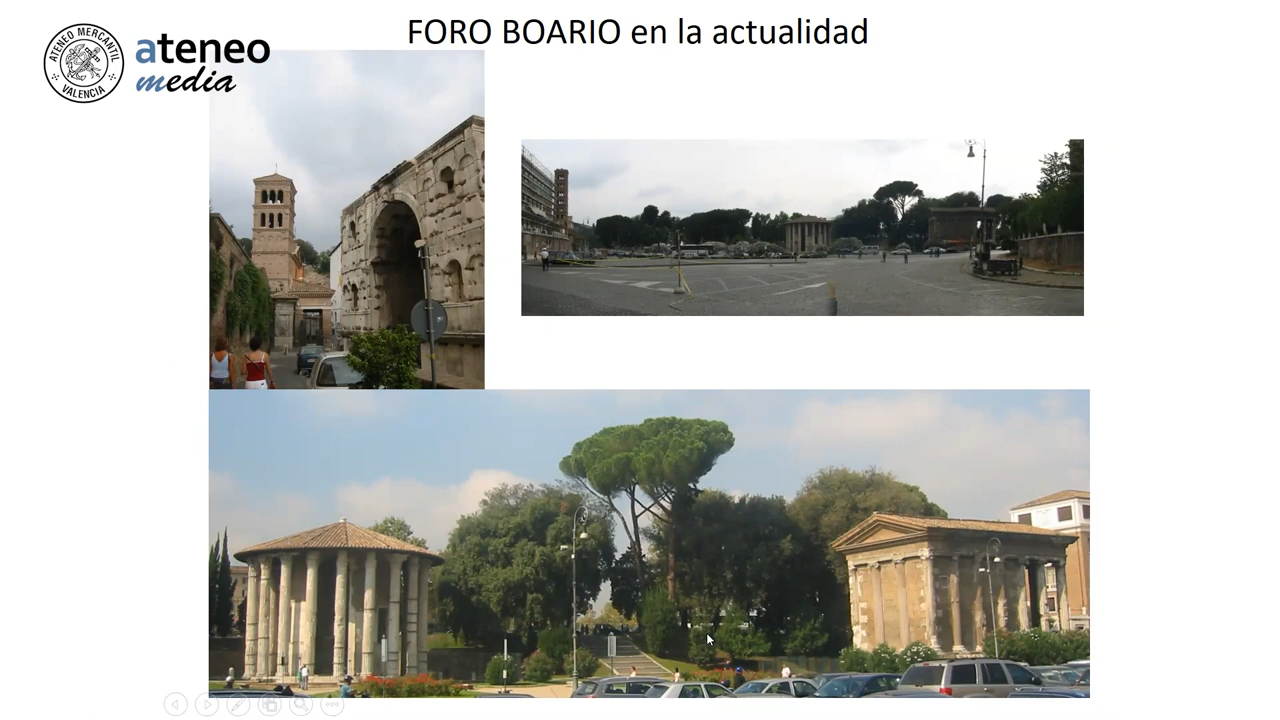 FORO BOARIO en la actualidad
ATENEO MERCANTIL
VALENCIA
ateneo
media